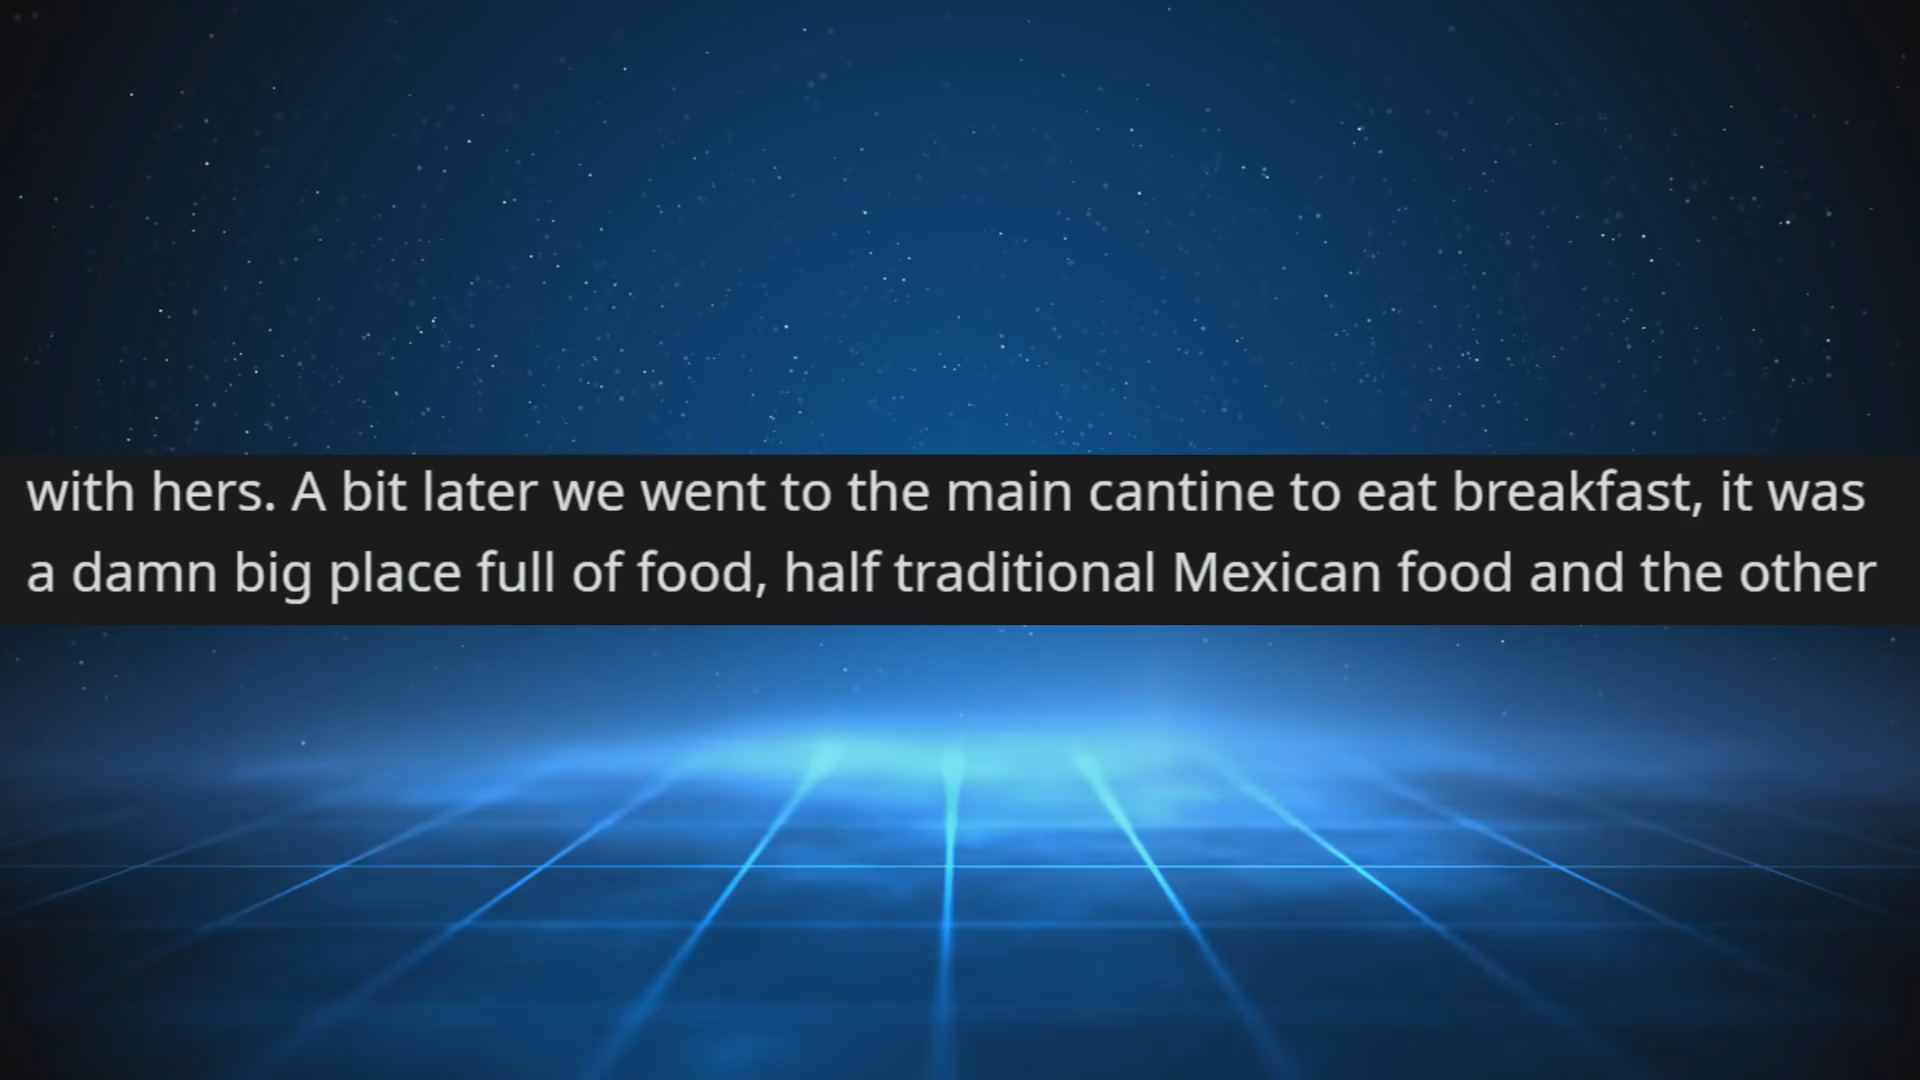 with hers. A bit later we went to the main cantine to eat breakfast, it was
a damn big place full of food, half traditional Mexican food and the other